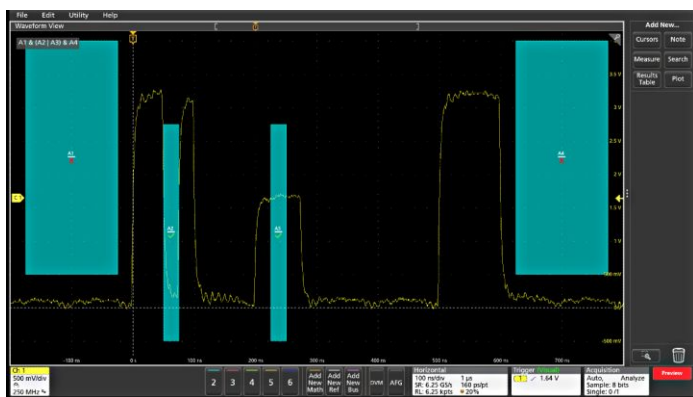 File Edit Utility Help
Waveform View
Add New...
A1 & (A2 | A3) & A4
Cursors Note
Measure Search
Results Table Plot
3.5 V
3 V
2.5 V
2 V
1.5 V
1 V
-500 mV
A1
A2
A3
A4
C1
-100 ns 0 s 100 ns 200 ns 300 ns 400 ns 500 ns 600 ns 700 ns
Ch 1
500 mV/div
250 MHz
2 3 4 5 6
Add New Math
Add New Ref
Add New Bus
DVM AFG
Horizontal
100 ns/div 1 µs
SR: 6.25 GS/s 160 ps/pt
RL: 6.25 kpts 20%
Trigger (Visual)
1 1.64 V
Acquisition
Auto, Analyze
Sample: 8 bits
Single: 0 /1
Preview